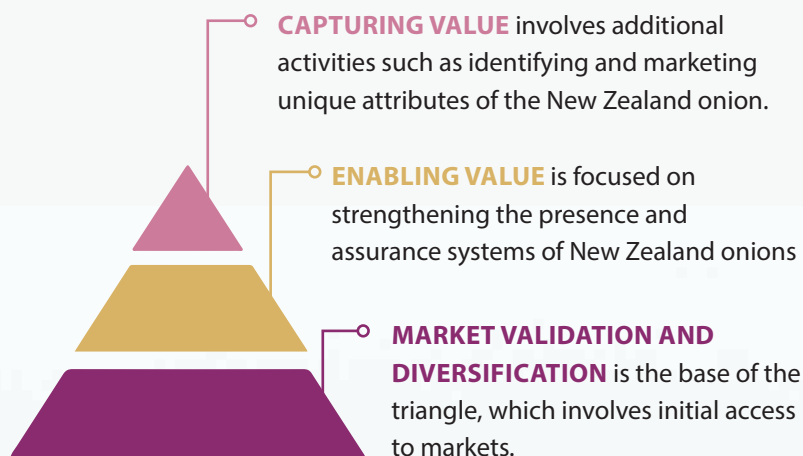 CAPTURING VALUE involves additional
activities such as identifying and marketing
unique attributes of the New Zealand onion.
ENABLING VALUE is focused on
strengthening the presence and
assurance systems of New Zealand onions
MARKET VALIDATION AND
DIVERSIFICATION is the base of the
triangle, which involves initial access
to markets.